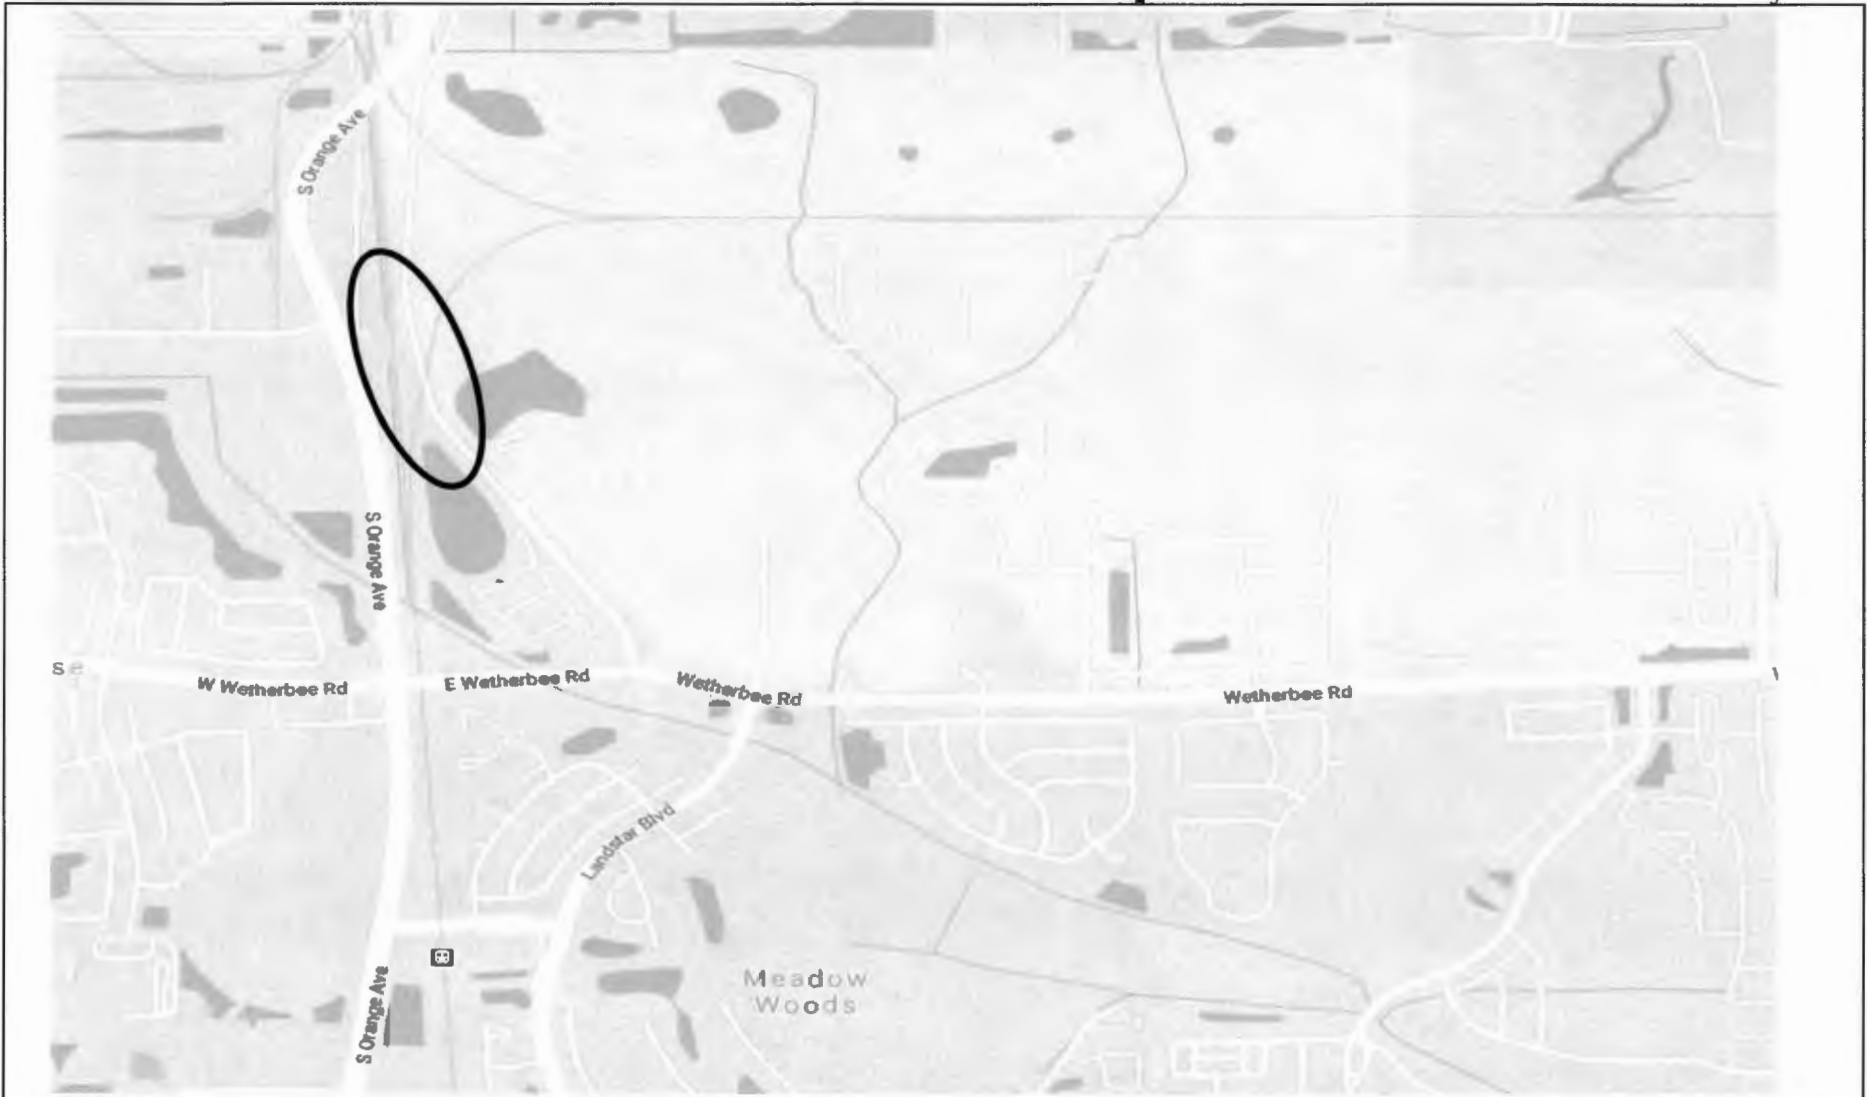 S Orange Ave
S Orange Ave
W Wetherbee Rd
E Wetherbee Rd
Wetherbee Rd
Wetherbee Rd
Landstar Blvd
Meadow
Woods
S Orange Ave